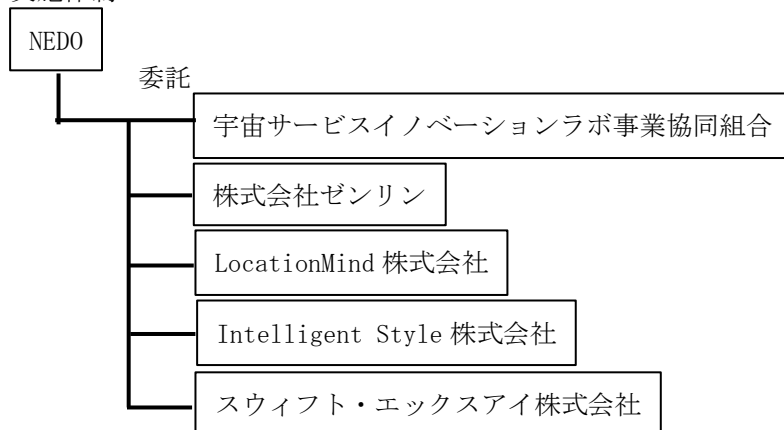 NEDO
委託
宇宙サービスイノベーションラボ事業協同組合
株式会社ゼンリン
LocationMind 株式会社
Intelligent Style 株式会社
スウィフト・エックスアイ株式会社